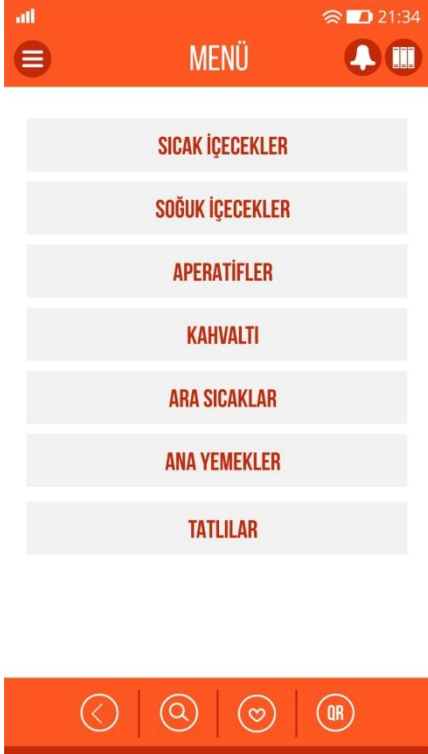 21:34
MENÜ
SICAK İÇECEKLER
SOĞUK İÇECEKLER
APERATİFLER
KAHVALTI
ARA SICAKLAR
ANA YEMEKLER
TATLILAR
QR